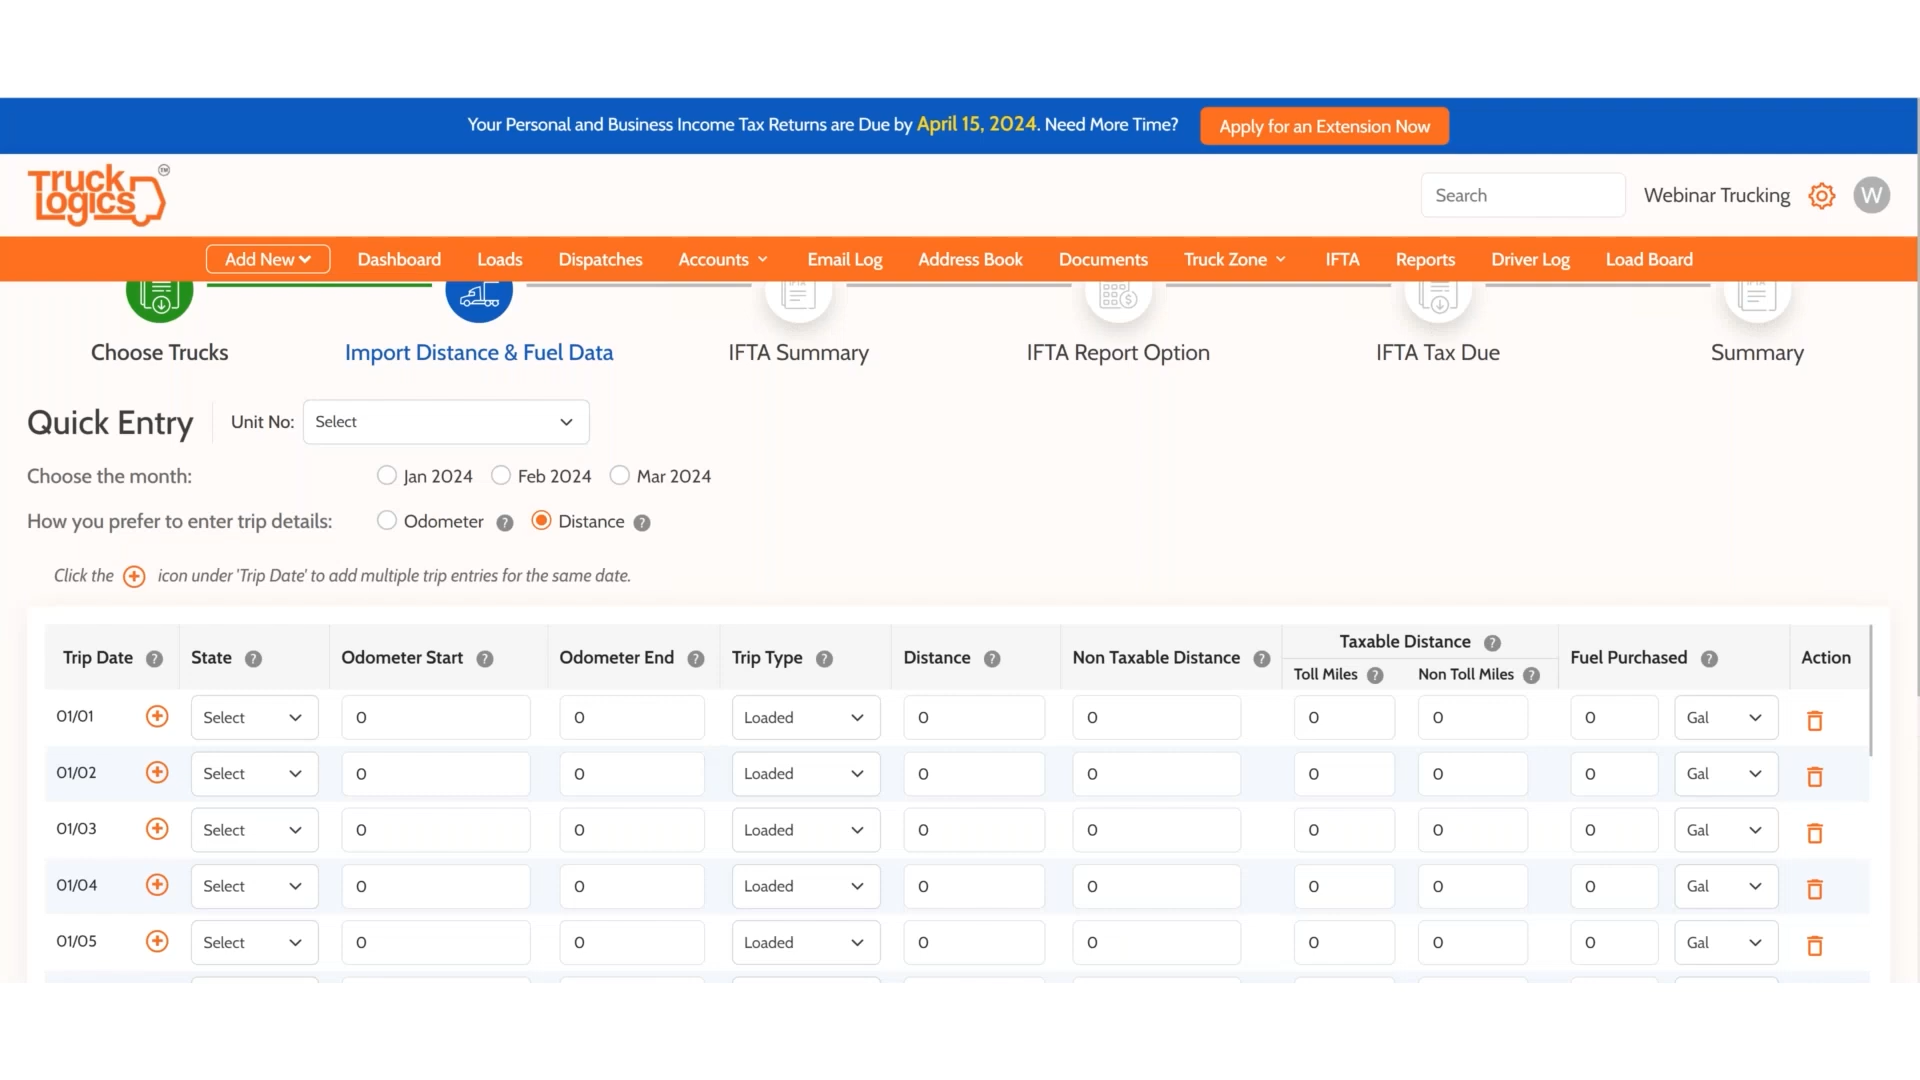 Your Personal and Business Income Tax Returns are Due by April 15, 2024. Need More Time? Apply for an Extension Now
Truck Logics TM
Search Webinar Trucking W
Add New Dashboard Loads Dispatches Accounts Email Log Address Book Documents Truck Zone IFTA Reports Driver Log Load Board
Choose Trucks Import Distance & Fuel Data IFTA Summary IFTA Report Option IFTA Tax Due Summary
Quick Entry Unit No: Select
Choose the month: Jan 2024 Feb 2024 Mar 2024
How you prefer to enter trip details: Odometer ? Distance ?
Click the + icon under 'Trip Date' to add multiple trip entries for the same date.
Taxable Distance ?
Trip Date ? State ? Odometer Start ? Odometer End ? Trip Type ? Distance ? Non Taxable Distance ? Fuel Purchased ? Action
Toll Miles ? Non Toll Miles ?
01/01 Select 0 0 Loaded 0 0 0 0 0 Gal
01/02 Select 0 0 Loaded 0 0 0 0 0 Gal
01/03 Select 0 0 Loaded 0 0 0 0 0 Gal
01/04 Select 0 0 Loaded 0 0 0 0 0 Gal
01/05 Select 0 0 Loaded 0 0 0 0 0 Gal